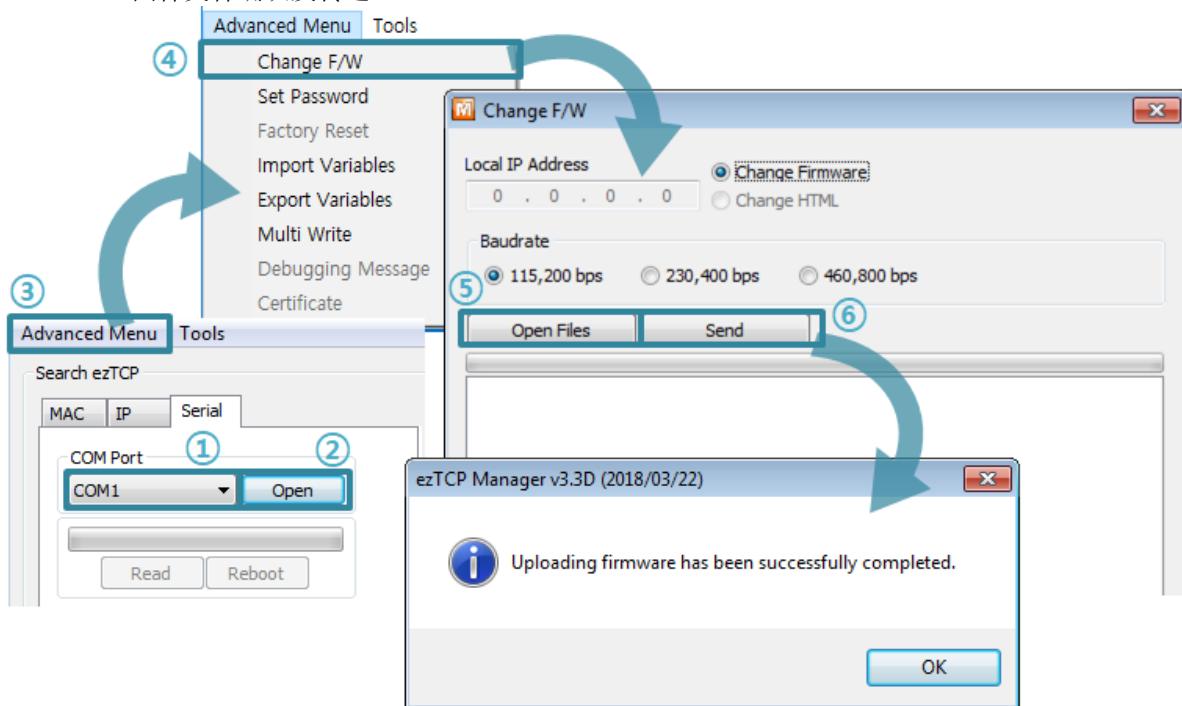 Advanced Menu Tools
④
Change F/W
Set Password
Factory Reset
Import Variables
Export Variables
Multi Write
Debugging Message
Certificate
③
Advanced Menu Tools
Search ezTCP
MAC IP Serial
① ②
COM Port
COM1 Open
Read Reboot
Change F/W
Local IP Address
0 . 0 . 0 . 0
Change Firmware
Change HTML
Baudrate
115,200 bps 230,400 bps 460,800 bps
⑤ ⑥
Open Files Send
ezTCP Manager v3.3D (2018/03/22)
Uploading firmware has been successfully completed.
OK